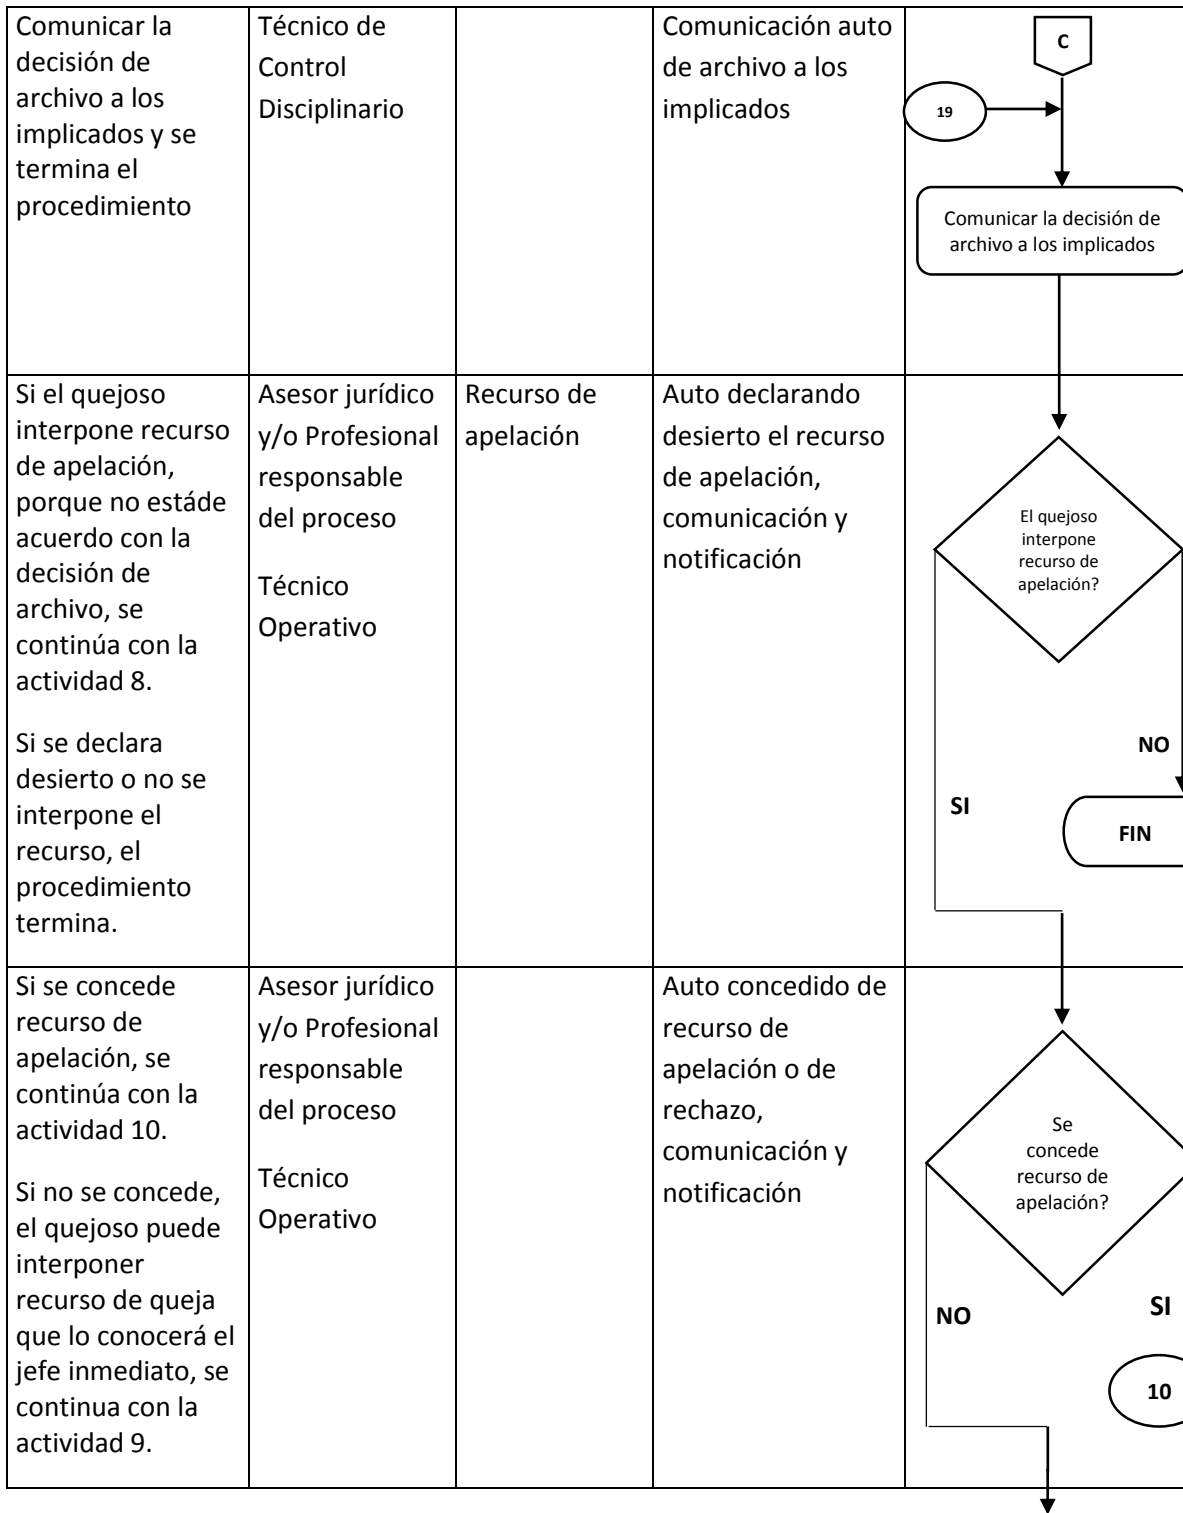 Comunicar la
decisión de
archivo a los
implicados y se
termina el
procedimiento
Técnico de
Control
Disciplinario
Comunicación auto
de archivo a los
implicados
C
19
Comunicar la decisión de
archivo a los implicados
Si el quejoso
interpone recurso
de apelación,
porque no estáde
acuerdo con la
decisión de
archivo, se
continúa con la
actividad 8.
Si se declara
desierto o no se
interpone el
recurso, el
procedimiento
termina.
Asesor jurídico
y/o Profesional
responsable
del proceso
Técnico
Operativo
Recurso de
apelación
Auto declarando
desierto el recurso
de apelación,
comunicación y
notificación
El quejoso
interpone
recurso de
apelación?
NO
SI
FIN
Si se concede
recurso de
apelación, se
continúa con la
actividad 10.
Si no se concede,
el quejoso puede
interponer
recurso de queja
que lo conocerá el
jefe inmediato, se
continua con la
actividad 9.
Asesor jurídico
y/o Profesional
responsable
del proceso
Técnico
Operativo
Auto concedido de
recurso de
apelación o de
rechazo,
comunicación y
notificación
Se
concede
recurso de
apelación?
NO
SI
10